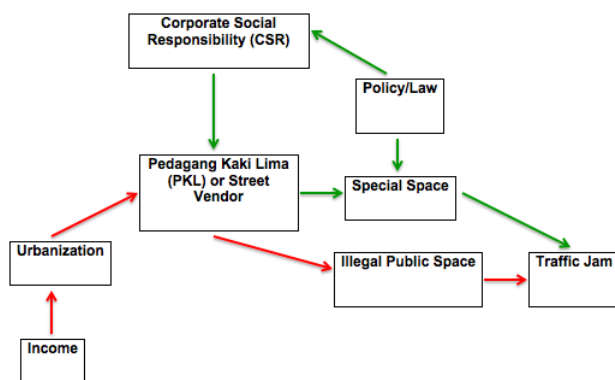 Corporate Social
Responsibility (CSR)
Policy/Law
Pedagang Kaki Lima
(PKL) or Street
Vendor
Special Space
Urbanization
Illegal Public Space
Traffic Jam
Income